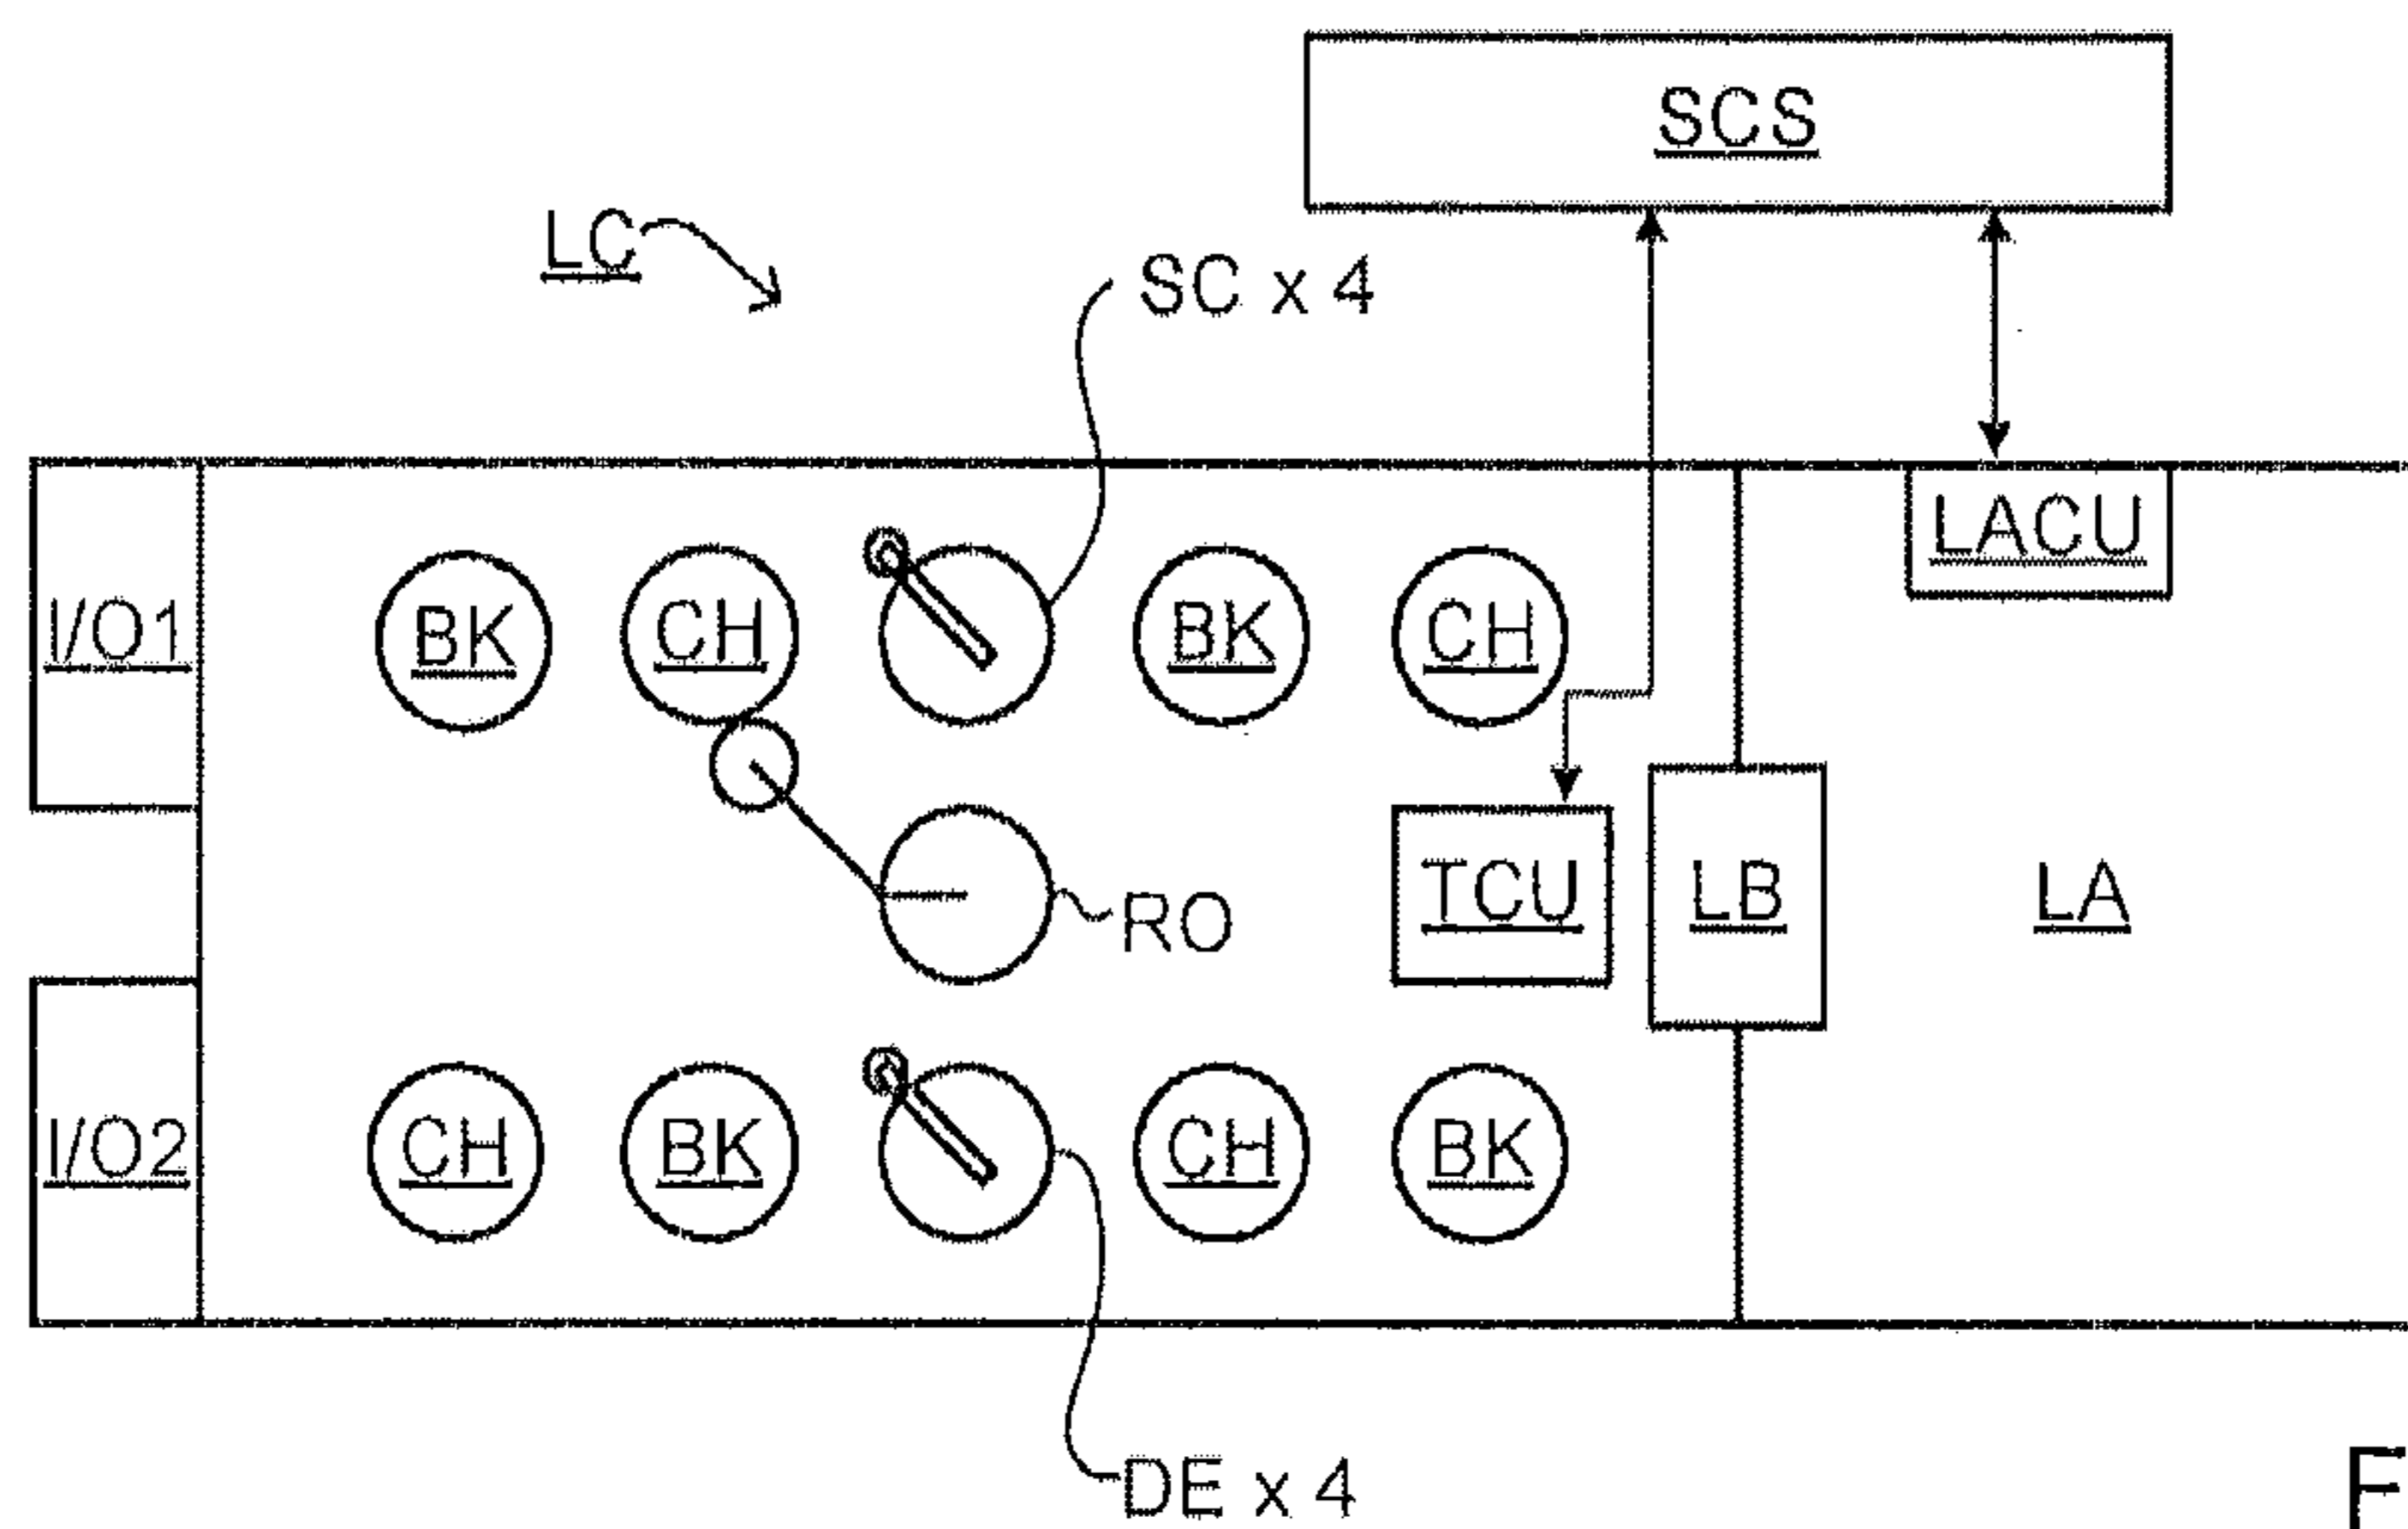 SCS
LC
SC x 4
LACU
I/O1
BK
CH
BK
CH
TCU
LB
LA
RO
I/O2
CH
BK
CH
BK
DE x 4
F